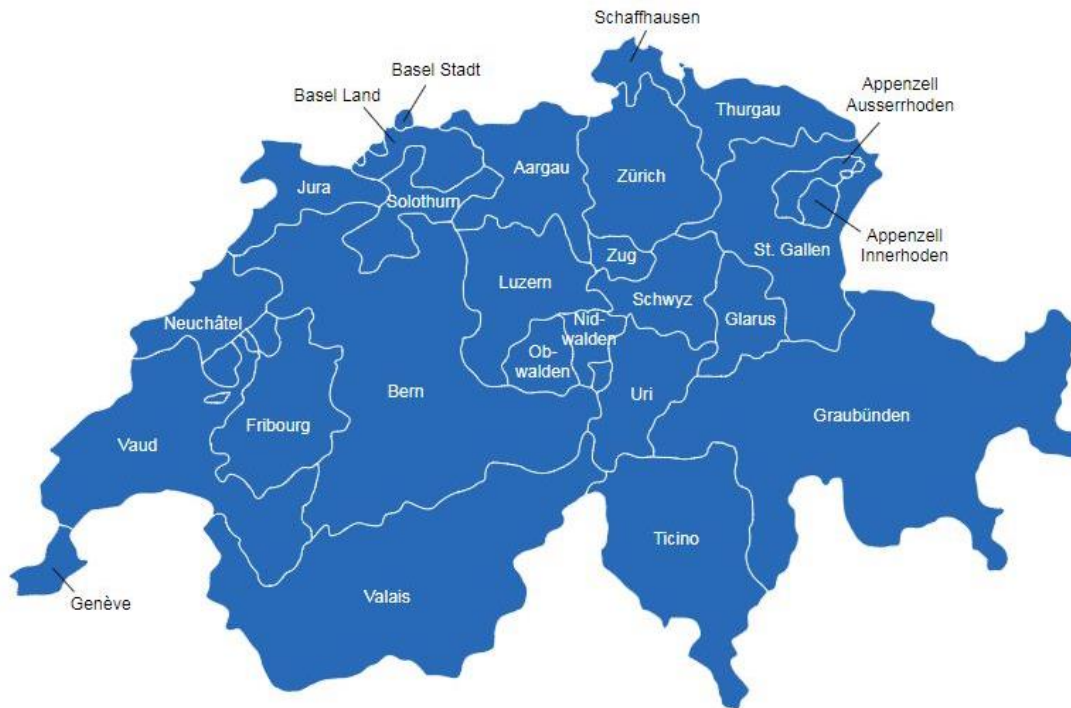 Schaffhausen
Basel Stadt
Basel Land
Appenzell
Ausserrhoden
Thurgau
Aargau
Zürich
Jura
Solothurn
Appenzell
Innerhoden
Zug
St. Gallen
Luzern
Schwyz
Neuchâtel
Nid-
walden
Glarus
Ob-
walden
Bern
Uri
Graubünden
Fribourg
Vaud
Ticino
Valais
Genève